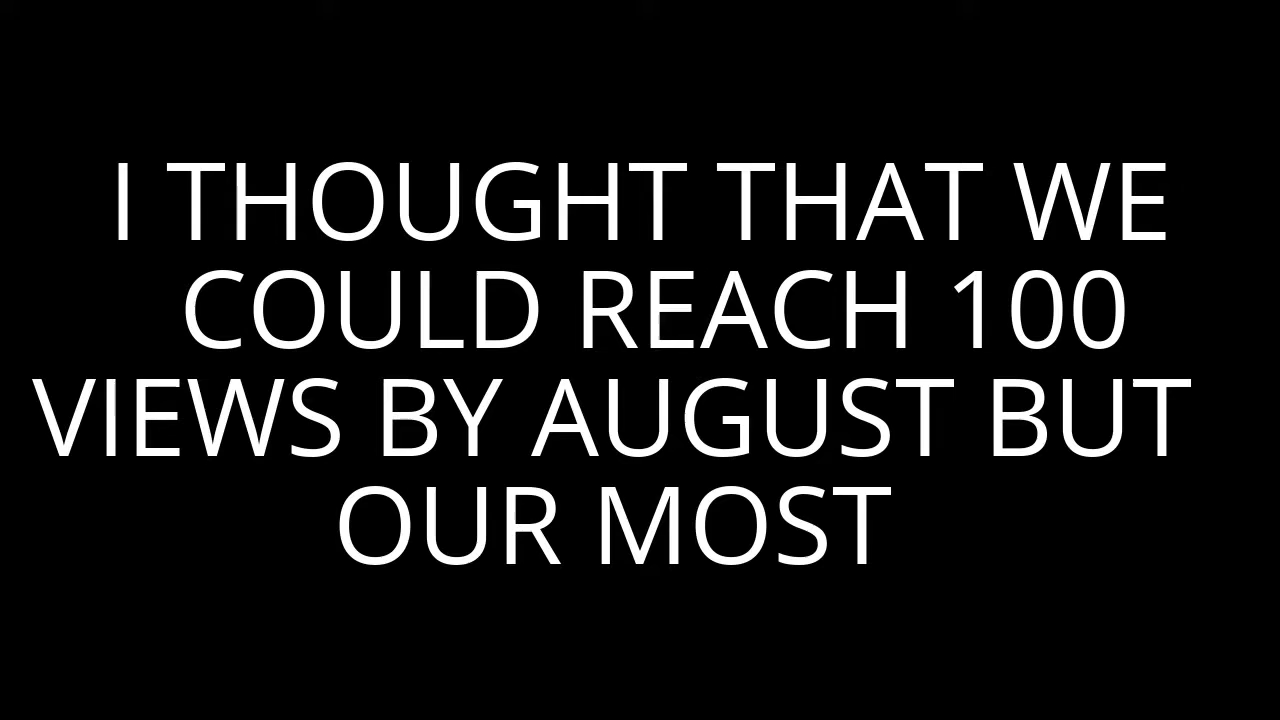 I THOUGHT THAT WE
COULD REACH 100
VIEWS BY AUGUST BUT
OUR MOST